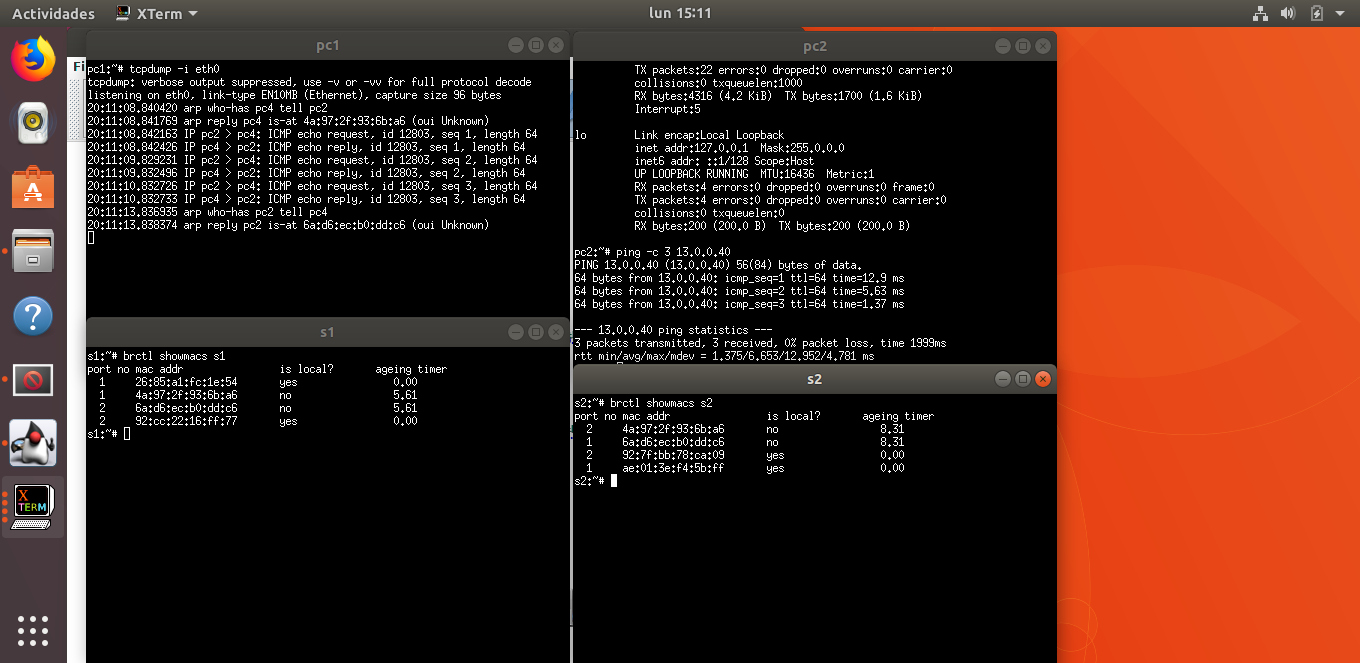 Actividades XTerm lun 15:11
Fi
pc1
pc1:~# tcpdump -i eth0
tcpdump: verbose output suppressed, use -v or -vv for full protocol decode
listening on eth0, link-type EN10MB (Ethernet), capture size 96 bytes
20:11:08.840420 arp who-has pc4 tell pc2
20:11:08.841769 arp reply pc4 is-at 4a:97:2f:93:6b:a6 (oui Unknown)
20:11:08.842163 IP pc2 > pc4: ICMP echo request, id 12803, seq 1, length 64
20:11:08.842426 IP pc4 > pc2: ICMP echo reply, id 12803, seq 1, length 64
20:11:09.829231 IP pc2 > pc4: ICMP echo request, id 12803, seq 2, length 64
20:11:09.832496 IP pc4 > pc2: ICMP echo reply, id 12803, seq 2, length 64
20:11:10.832726 IP pc2 > pc4: ICMP echo request, id 12803, seq 3, length 64
20:11:10.832733 IP pc4 > pc2: ICMP echo reply, id 12803, seq 3, length 64
20:11:13.836935 arp who-has pc2 tell pc4
20:11:13.838374 arp reply pc2 is-at 6a:d6:ec:b0:dd:c6 (oui Unknown)
pc2
TX packets:22 errors:0 dropped:0 overruns:0 carrier:0
collisions:0 txqueuelen:1000
RX bytes:4316 (4.2 KiB)  TX bytes:1700 (1.6 KiB)
Interrupt:5
lo Link encap:Local Loopback
inet addr:127.0.0.1  Mask:255.0.0.0
inet6 addr: ::1/128 Scope:Host
UP LOOPBACK RUNNING  MTU:16436  Metric:1
RX packets:4 errors:0 dropped:0 overruns:0 frame:0
TX packets:4 errors:0 dropped:0 overruns:0 carrier:0
collisions:0 txqueuelen:0
RX bytes:200 (200.0 B)  TX bytes:200 (200.0 B)
pc2:~# ping -c 3 13.0.0.40
PING 13.0.0.40 (13.0.0.40) 56(84) bytes of data.
64 bytes from 13.0.0.40: icmp_seq=1 ttl=64 time=12.9 ms
64 bytes from 13.0.0.40: icmp_seq=2 ttl=64 time=5.63 ms
64 bytes from 13.0.0.40: icmp_seq=3 ttl=64 time=1.37 ms
--- 13.0.0.40 ping statistics ---
3 packets transmitted, 3 received, 0% packet loss, time 1999ms
rtt min/avg/max/mdev = 1.375/6.653/12.952/4.781 ms
s1
s1:~# brctl showmacs s1
port no mac addr is local? ageing timer
1 26:85:a1:fc:1e:54 yes 0.00
1 4a:97:2f:93:6b:a6 no 5.61
2 6a:d6:ec:b0:dd:c6 no 5.61
2 92:cc:22:16:ff:77 yes 0.00
s1:~#
s2
s2:~# brctl showmacs s2
port no mac addr is local? ageing timer
2 4a:97:2f:93:6b:a6 no 8.31
1 6a:d6:ec:b0:dd:c6 no 8.31
2 92:7f:bb:78:ca:09 yes 0.00
1 ae:01:3e:f4:5b:ff yes 0.00
s2:~#
X
TERM